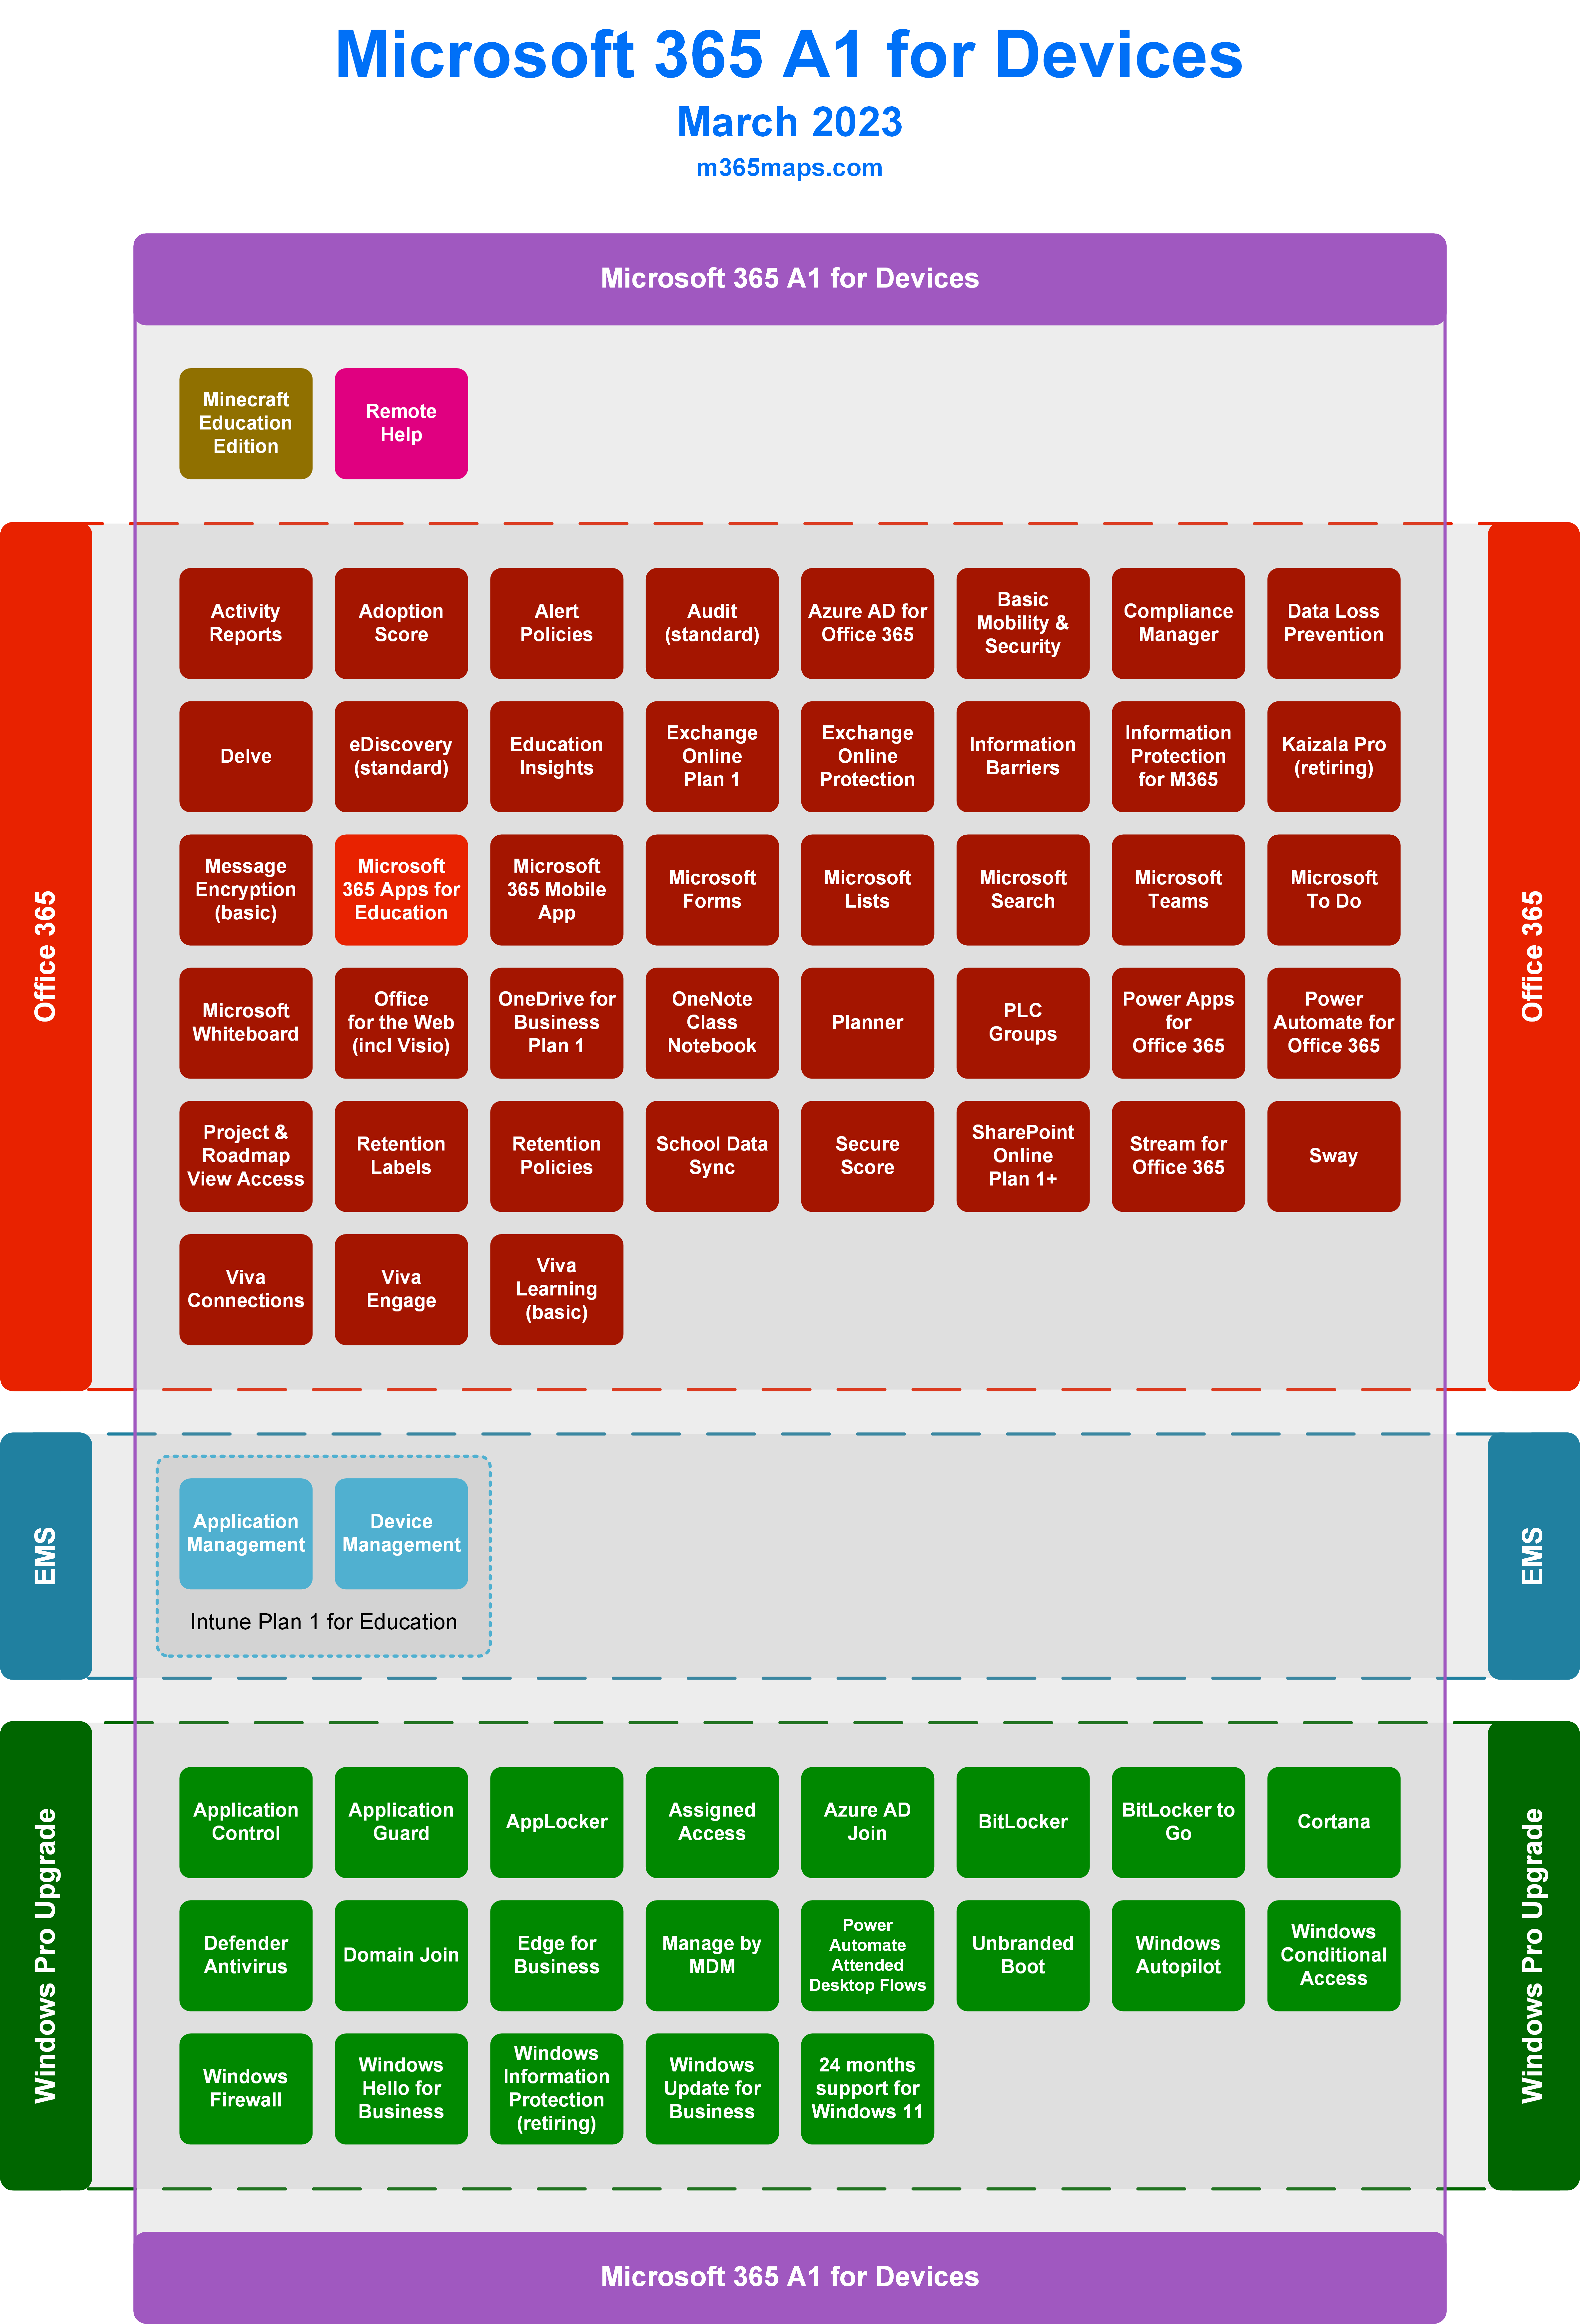 Microsoft 365 A1 for Devices
March 2023
m365maps.com
Microsoft 365 A1 for Devices
Minecraft
Education
Edition
Remote
Help
Office 365
Activity
Reports
Adoption
Score
Alert
Policies
Audit
(standard)
Azure AD for
Office 365
Basic
Mobility &
Security
Compliance
Manager
Data Loss
Prevention
Delve
eDiscovery
(standard)
Education
Insights
Exchange
Online
Plan 1
Exchange
Online
Protection
Information
Barriers
Information
Protection
for M365
Kaizala Pro
(retiring)
Message
Encryption
(basic)
Microsoft
365 Apps for
Education
Microsoft
365 Mobile
App
Microsoft
Forms
Microsoft
Lists
Microsoft
Search
Microsoft
Teams
Microsoft
To Do
Microsoft
Whiteboard
Office
for the Web
(incl Visio)
OneDrive for
Business
Plan 1
OneNote
Class
Notebook
Planner
PLC
Groups
Power Apps
for
Office 365
Power
Automate for
Office 365
Project &
Roadmap
View Access
Retention
Labels
Retention
Policies
School Data
Sync
Secure
Score
SharePoint
Online
Plan 1+
Stream for
Office 365
Sway
Viva
Connections
Viva
Engage
Viva
Learning
(basic)
Office 365
EMS
Application
Management
Device
Management
Intune Plan 1 for Education
EMS
Windows Pro Upgrade
Application
Control
Application
Guard
AppLocker
Assigned
Access
Azure AD
Join
BitLocker
BitLocker to
Go
Cortana
Defender
Antivirus
Domain Join
Edge for
Business
Manage by
MDM
Power
Automate
Attended
Desktop Flows
Unbranded
Boot
Windows
Autopilot
Windows
Conditional
Access
Windows
Firewall
Windows
Hello for
Business
Windows
Information
Protection
(retiring)
Windows
Update for
Business
24 months
support for
Windows 11
Windows Pro Upgrade
Microsoft 365 A1 for Devices